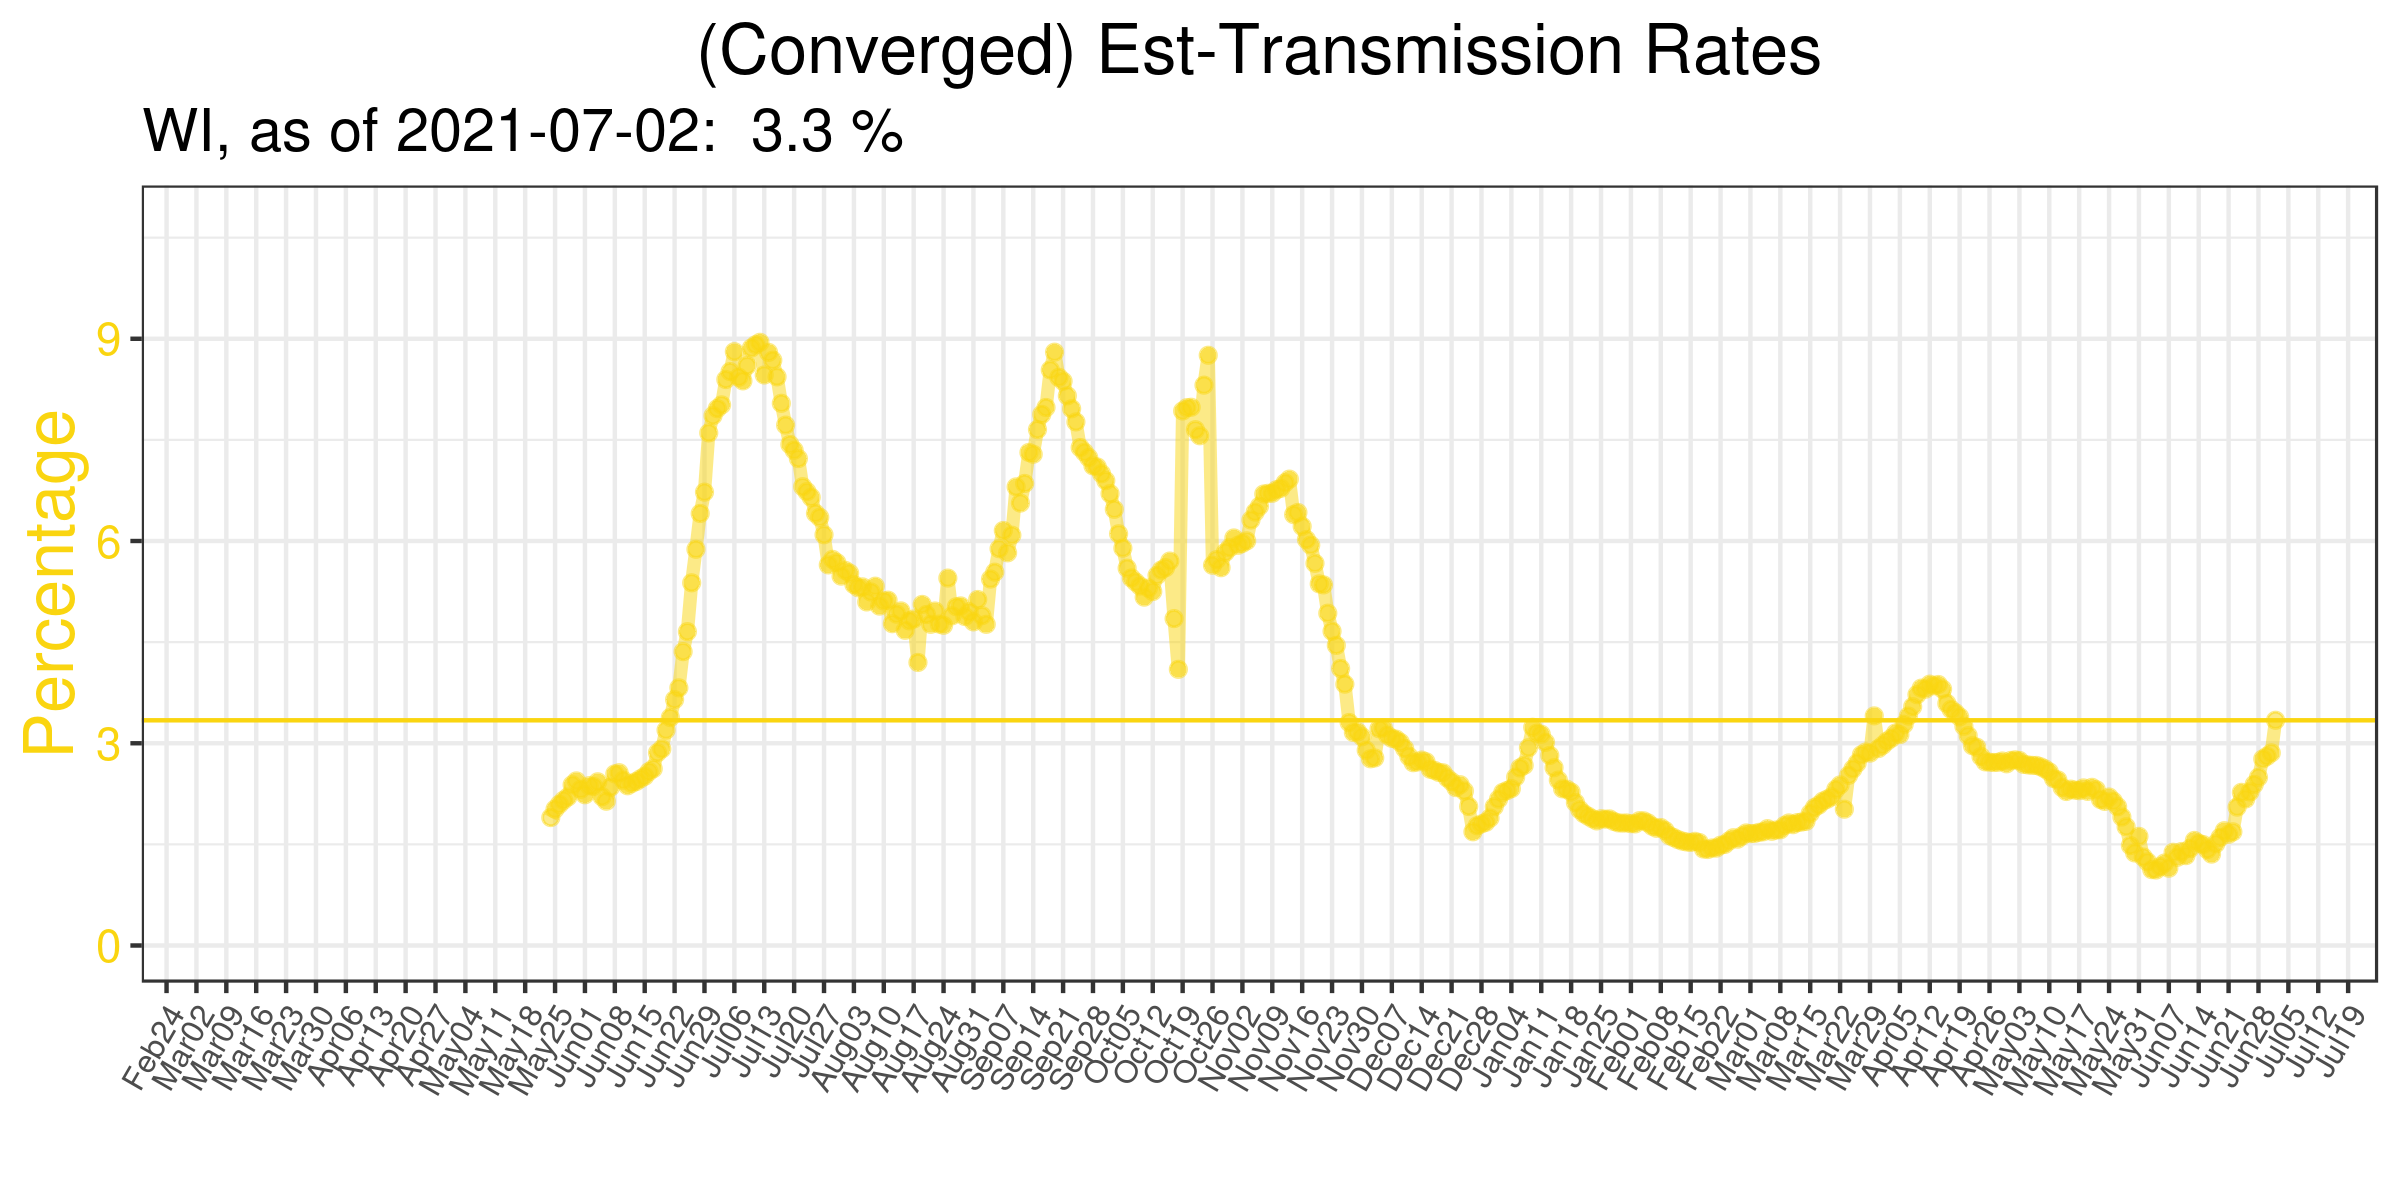 (Converged) Est-Transmission Rates
WI, as of 2021-07-02:  3.3 %
Percentage
9
6
3
0
Feb24
Mar02
Mar09
Mar16
Mar23
Mar30
Apr06
Apr13
Apr20
Apr27
May04
May11
May18
May25
Jun01
Jun08
Jun15
Jun22
Jun29
Jul06
Jul13
Jul20
Jul27
Aug03
Aug10
Aug17
Aug24
Aug31
Sep07
Sep14
Sep21
Sep28
Oct05
Oct12
Oct19
Oct26
Nov02
Nov09
Nov16
Nov23
Nov30
Dec07
Dec14
Dec21
Dec28
Jan04
Jan11
Jan18
Jan25
Feb01
Feb08
Feb15
Feb22
Mar01
Mar08
Mar15
Mar22
Mar29
Apr05
Apr12
Apr19
Apr26
May03
May10
May17
May24
May31
Jun07
Jun14
Jun21
Jun28
Jul05
Jul12
Jul19